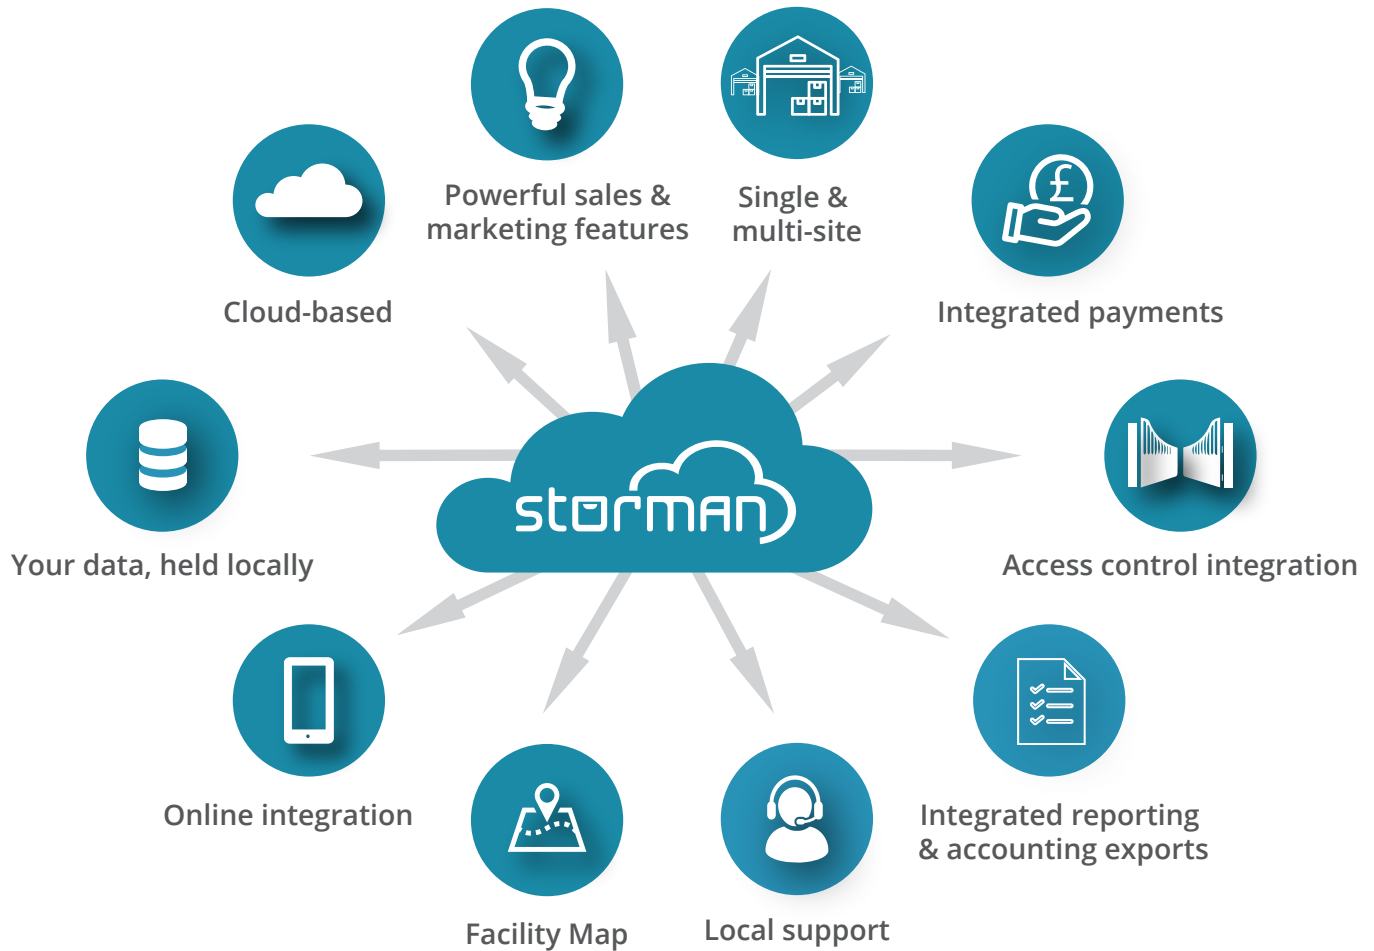 Powerful sales &
marketing features
Single &
multi-site
Cloud-based
£
Integrated payments
storman
Your data, held locally
Access control integration
Online integration
Integrated reporting
& accounting exports
Facility Map
Local support